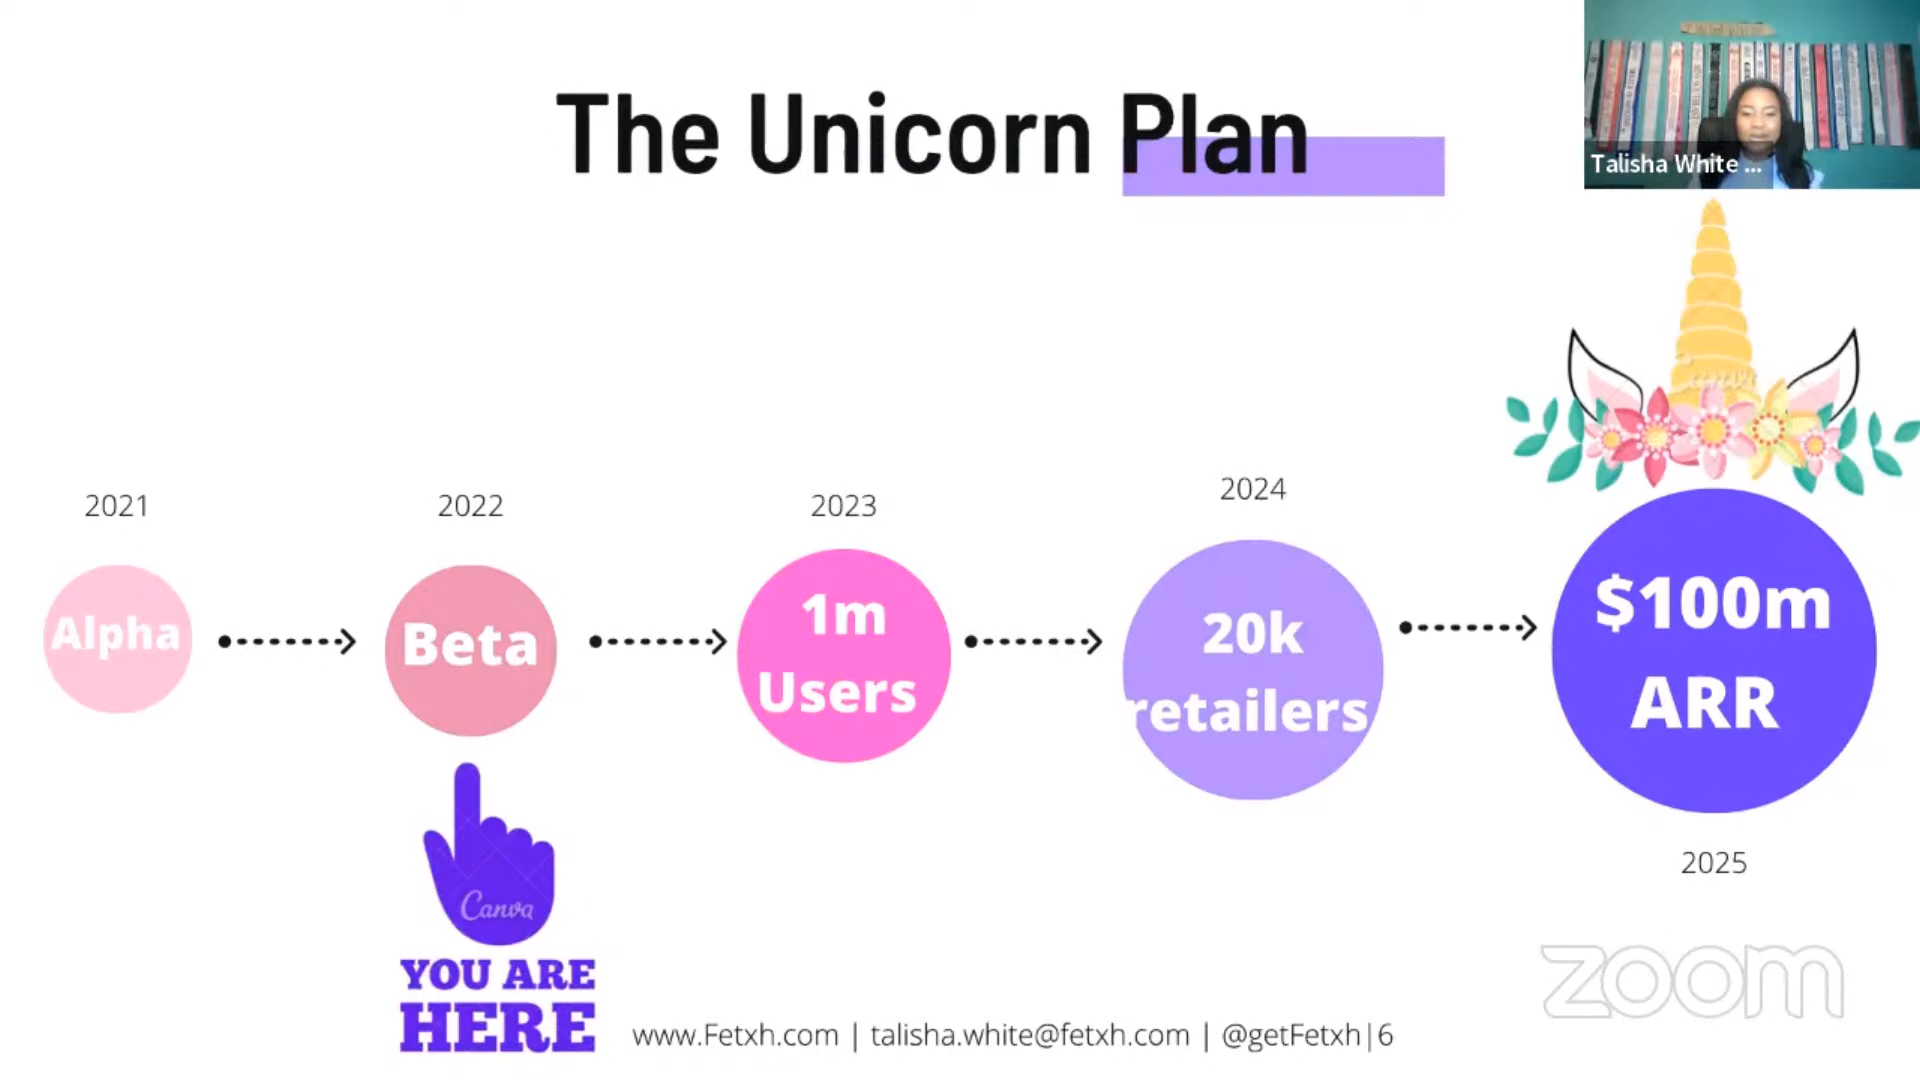 The Unicorn Plan
Talisha White ...
2021
2022
2023
2024
Alpha
Beta
1m
Users
20k
retailers
$100m
ARR
2025
Canva
YOU ARE
HERE
www.Fetxh.com | talisha.white@fetxh.com | @getFetxh|6
zoom